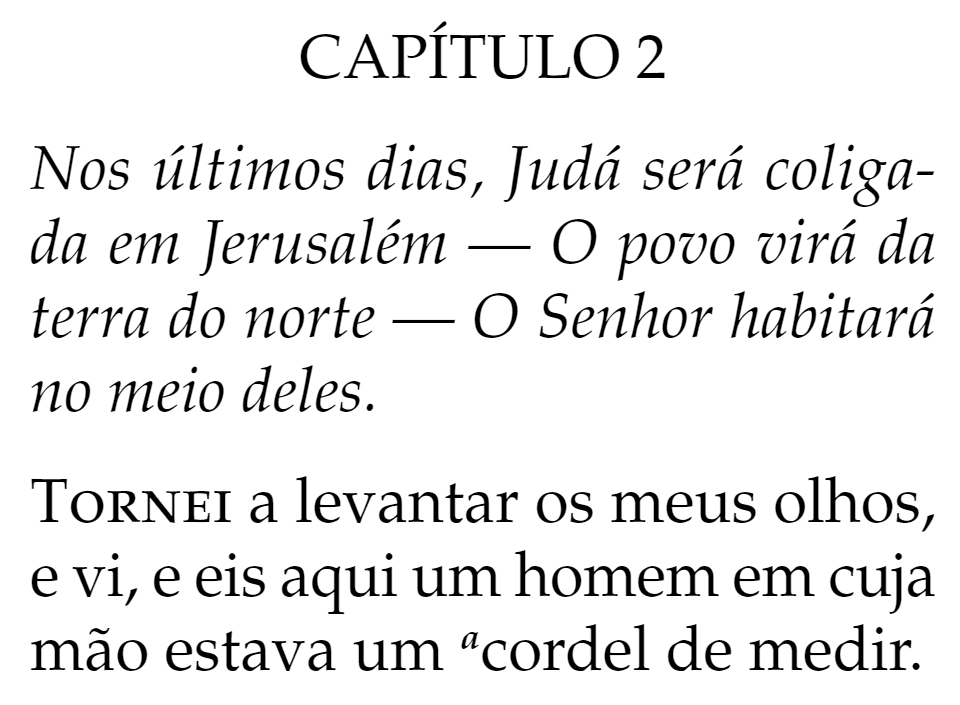 CAPÍTULO 2
Nos últimos dias, Judá será coliga-
da em Jerusalém — O povo virá da
terra do norte — O Senhor habitará
no meio deles.
Tornei a levantar os meus olhos,
e vi, e eis aqui um homem em cuja
mão estava um ᵃcordel de medir.